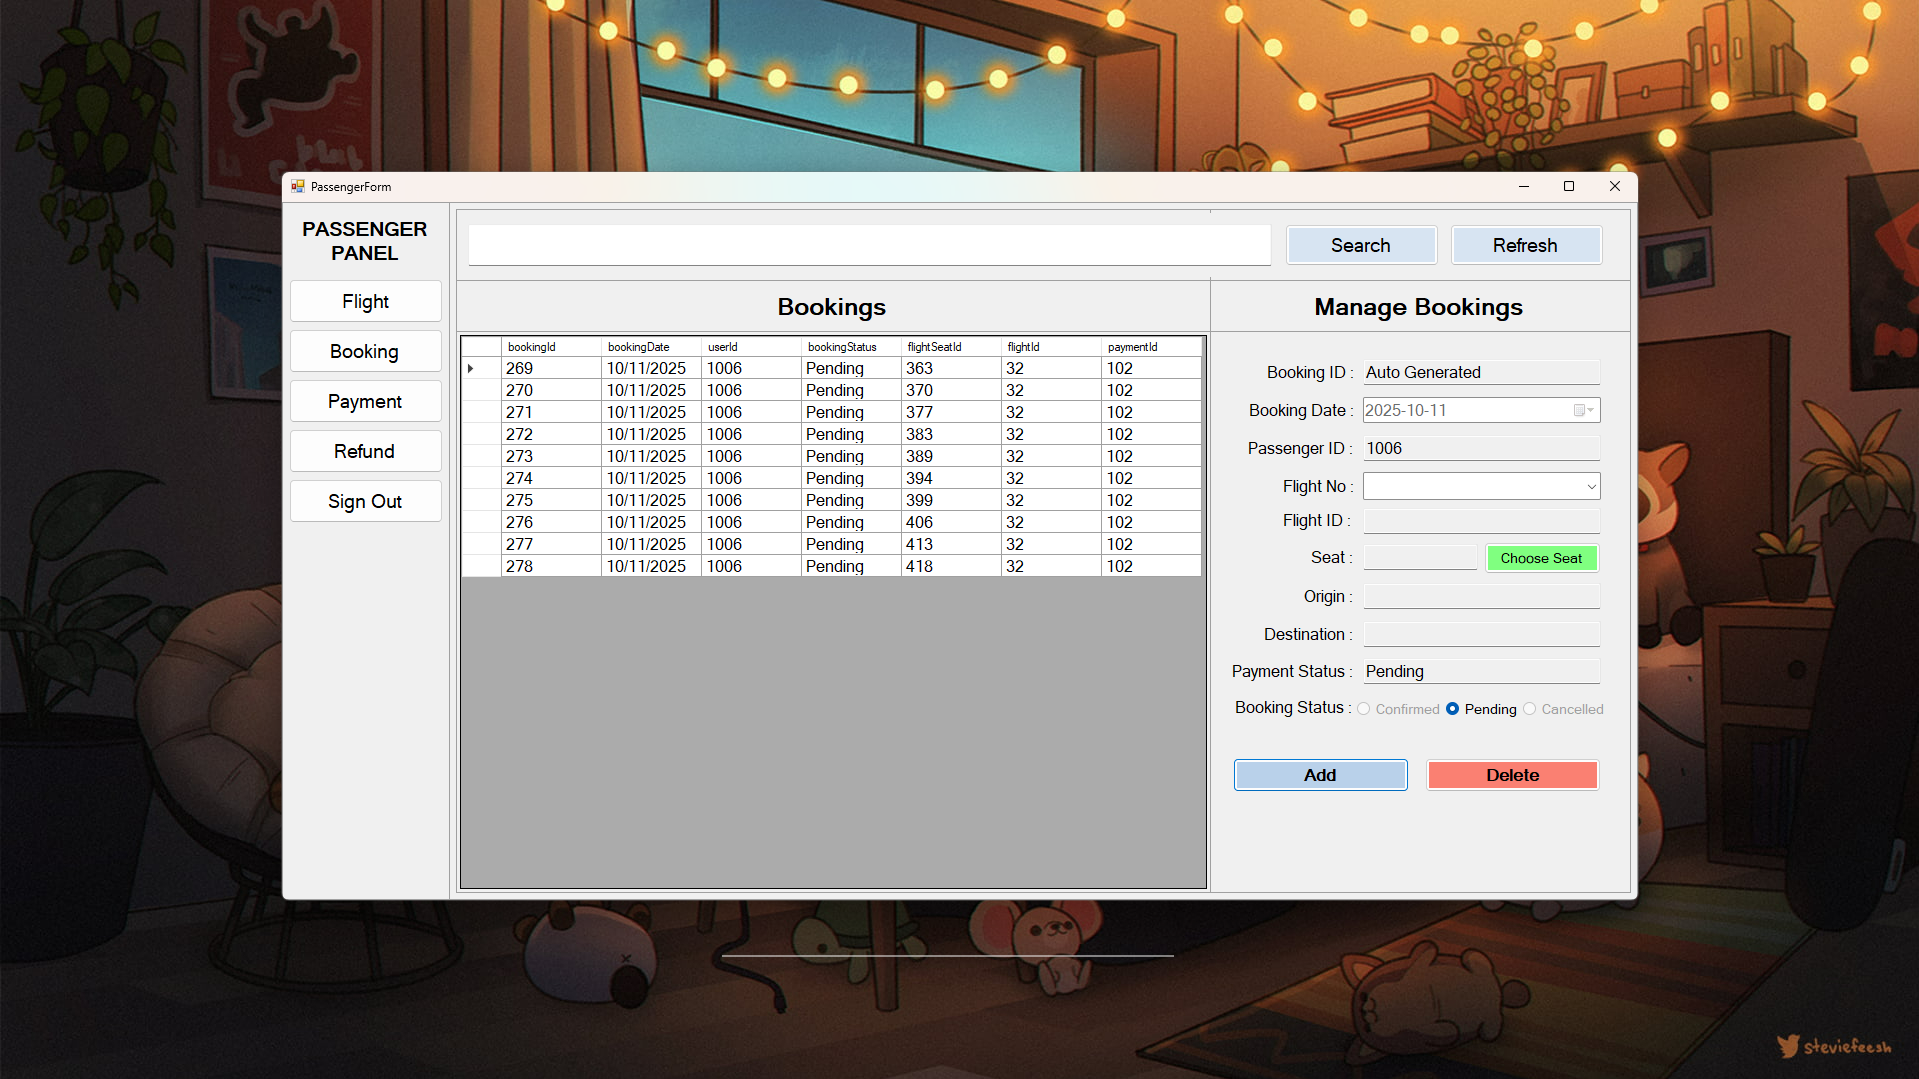 PassengerForm
PASSENGER
PANEL
Flight
Booking
Payment
Refund
Sign Out
Search
Refresh
Bookings
bookingId bookingDate userId bookingStatus flightSeatId flightId paymentId
269 10/11/2025 1006 Pending 363 32 102
270 10/11/2025 1006 Pending 370 32 102
271 10/11/2025 1006 Pending 377 32 102
272 10/11/2025 1006 Pending 383 32 102
273 10/11/2025 1006 Pending 389 32 102
274 10/11/2025 1006 Pending 394 32 102
275 10/11/2025 1006 Pending 399 32 102
276 10/11/2025 1006 Pending 406 32 102
277 10/11/2025 1006 Pending 413 32 102
278 10/11/2025 1006 Pending 418 32 102
Manage Bookings
Booking ID : Auto Generated
Booking Date : 2025-10-11
Passenger ID : 1006
Flight No :
Flight ID :
Seat : Choose Seat
Origin :
Destination :
Payment Status : Pending
Booking Status : Confirmed Pending Cancelled
Add Delete
steviefeesh